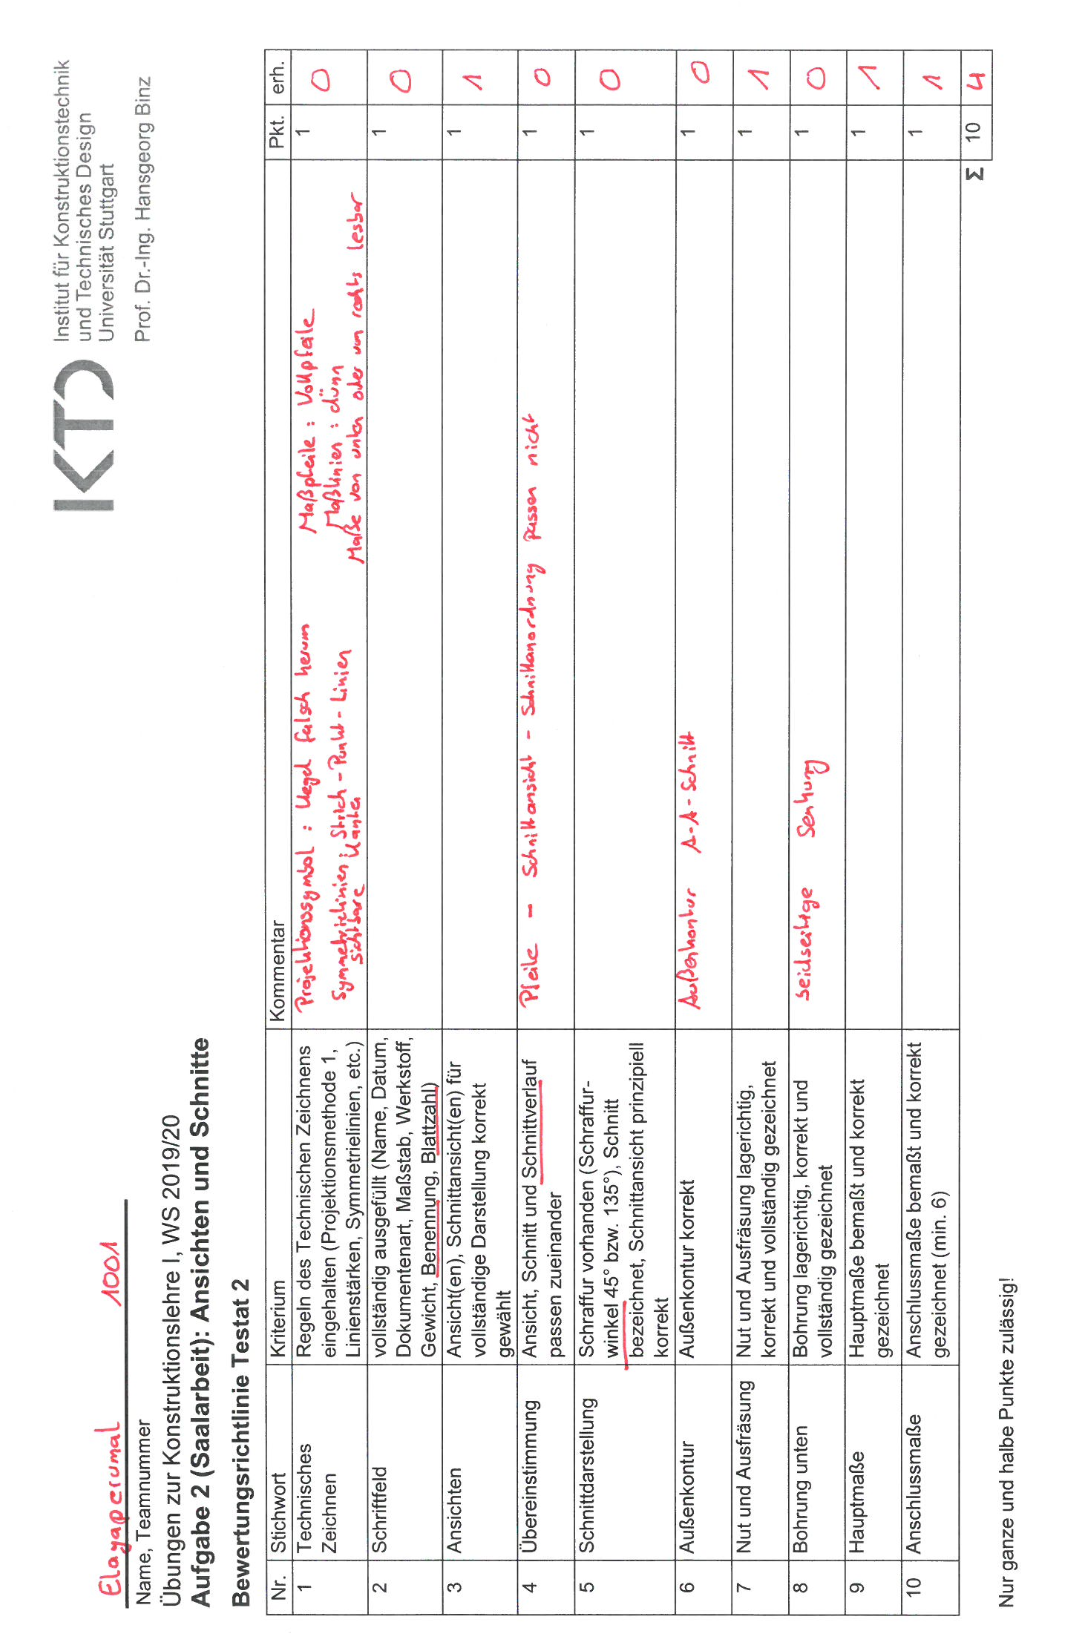 KTD
Institut für Konstruktionstechnik
und Technisches Design
Universität Stuttgart
Prof. Dr.-Ing. Hansgeorg Binz
Elayaperumal 1001
Name, Teamnummer
Übungen zur Konstruktionslehre I, WS 2019/20
Aufgabe 2 (Saalarbeit): Ansichten und Schnitte
Bewertungsrichtlinie Testat 2
Nr. Stichwort Kriterium Kommentar Pkt. erh.
1 Technisches Zeichnen
Regeln des Technischen Zeichnens
eingehalten (Projektionsmethode 1,
Linienstärken, Symmetrielinien, etc.)
Projektionssymbol : Kegel falsch herum
Symmetrielinien: Strich-Punkt-Linien
sichtbare Kante
Maßpfeile : Vollpfeile
Maßlinien : dünn
Maße von unten oder von rechts lesbar
1 0
2 Schriftfeld
vollständig ausgefüllt (Name, Datum,
Dokumentenart, Maßstab, Werkstoff,
Gewicht, Benennung, Blattzahl)
1 0
3 Ansichten
Ansicht(en), Schnittansicht(en) für
vollständige Darstellung korrekt
gewählt
1 1
4 Übereinstimmung
Ansicht, Schnitt und Schnittverlauf
passen zueinander
Pfeile - Schnittansicht - Schnittanordnung passen nicht
1 0
5 Schnittdarstellung
Schraffur vorhanden (Schraffur-
winkel 45° bzw. 135°), Schnitt
bezeichnet, Schnittansicht prinzipiell
korrekt
1 0
6 Außenkontur
Außenkontur korrekt
Außenkontur A-A-Schnitt
1 0
7 Nut und Ausfräsung
Nut und Ausfräsung lagerichtig,
korrekt und vollständig gezeichnet
1 1
8 Bohrung unten
Bohrung lagerichtig, korrekt und
vollständig gezeichnet
beidseitige Senkung
1 0
9 Hauptmaße
Hauptmaße bemaßt und korrekt
gezeichnet
1 1
10 Anschlussmaße
Anschlussmaße bemaßt und korrekt
gezeichnet (min. 6)
1 1
Σ 10 4
Nur ganze und halbe Punkte zulässig!